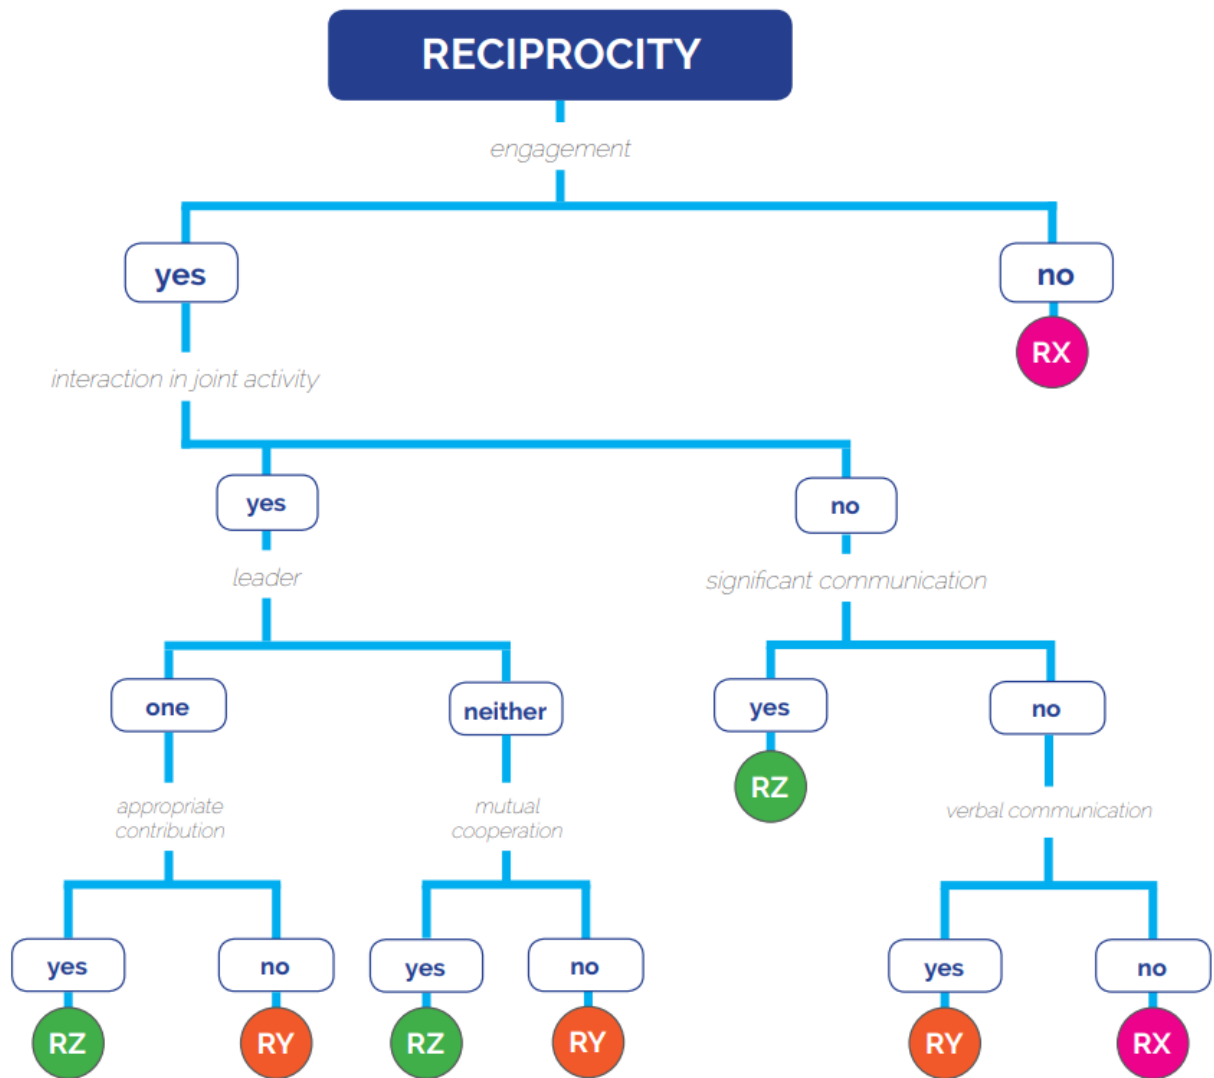 RECIPROCITY
engagement
yes
no
RX
interaction in joint activity
yes
no
leader
significant communication
one
neither
yes
no
RZ
appropriate
contribution
mutual
cooperation
verbal communication
yes
no
yes
no
yes
no
RZ
RY
RZ
RY
RY
RX